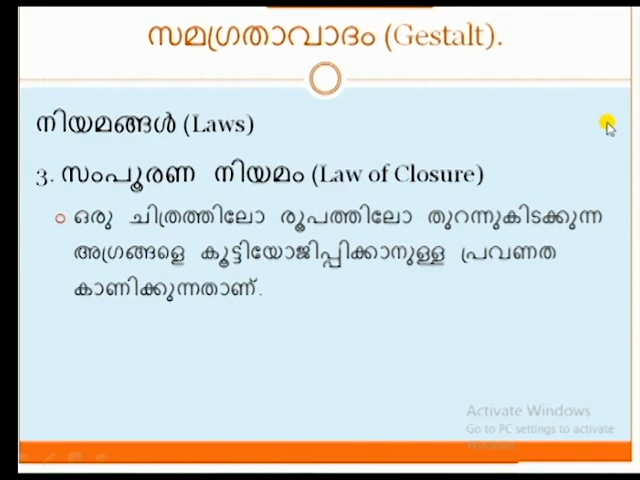 സമഗ്രതാവാദം (Gestalt).
നിയമങ്ങൾ (Laws)
3. സംപൂരണ നിയമം (Law of Closure)
ഒരു ചിത്രത്തിലോ രൂപത്തിലോ തുറന്നുകിടക്കുന്ന
അഗ്രങ്ങളെ കൂട്ടിയോജിപ്പിക്കാനുള്ള പ്രവണത
കാണിക്കുന്നതാണ്.
Activate Windows
Go to PC settings to activate
Windows.